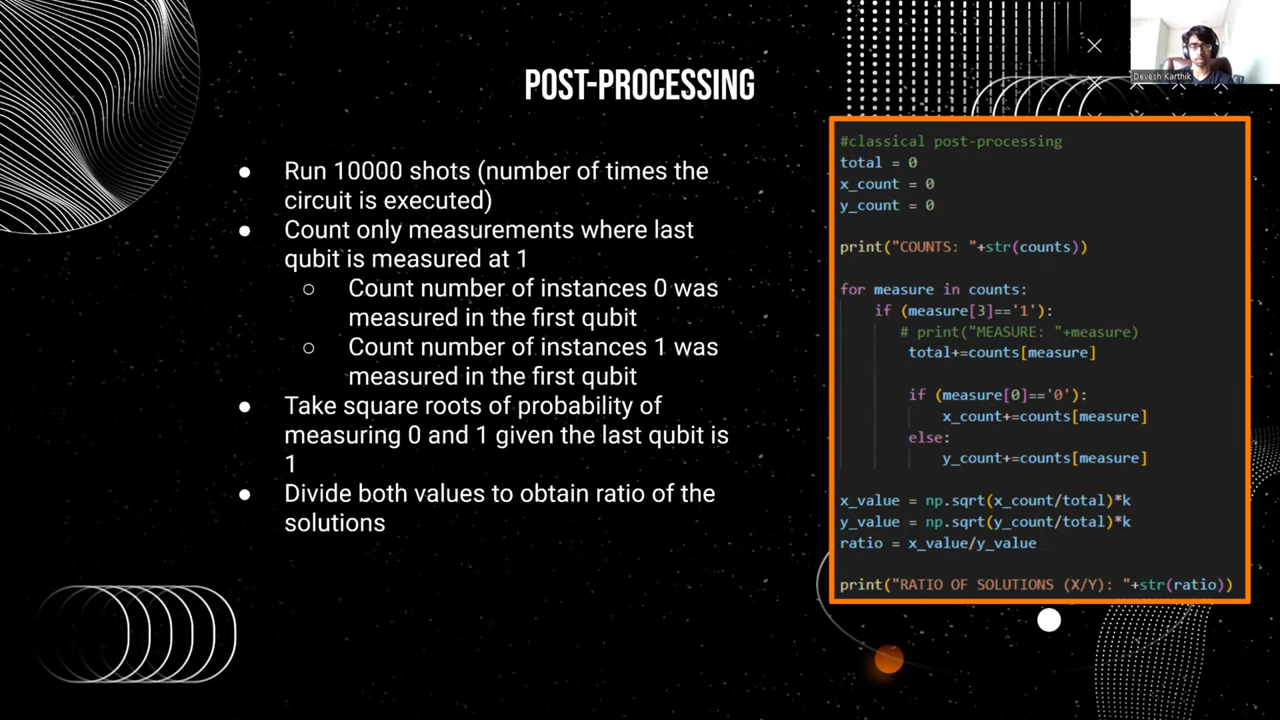 POST-PROCESSING
Devesh Karthik
● Run 10000 shots (number of times the
circuit is executed)
● Count only measurements where last
qubit is measured at 1
○ Count number of instances 0 was
measured in the first qubit
○ Count number of instances 1 was
measured in the first qubit
● Take square roots of probability of
measuring 0 and 1 given the last qubit is
1
● Divide both values to obtain ratio of the
solutions
#classical post-processing
total = 0
x_count = 0
y_count = 0
print("COUNTS: "+str(counts))
for measure in counts:
if (measure[3]=='1'):
# print("MEASURE: "+measure)
total+=counts[measure]
if (measure[0]=='0'):
x_count+=counts[measure]
else:
y_count+=counts[measure]
x_value = np.sqrt(x_count/total)*k
y_value = np.sqrt(y_count/total)*k
ratio = x_value/y_value
print("RATIO OF SOLUTIONS (X/Y): "+str(ratio))